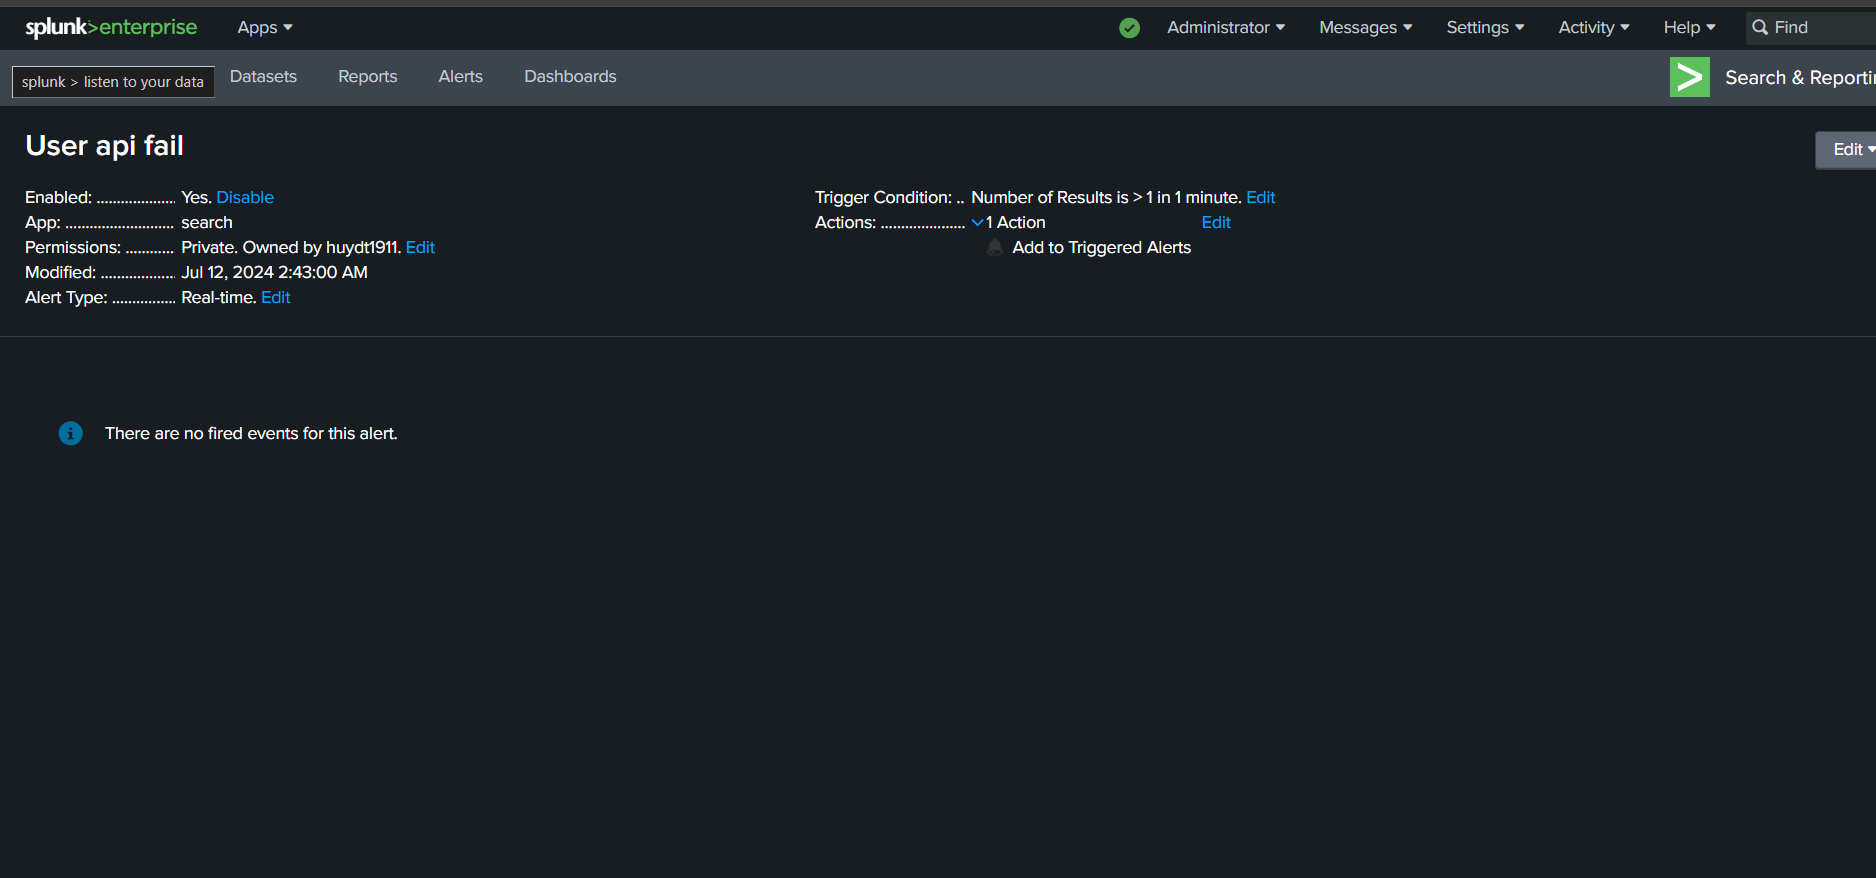 splunk>enterprise Apps Administrator Messages Settings Activity Help Find
splunk > listen to your data Datasets Reports Alerts Dashboards Search & Reportin
User api fail
Edit
Enabled: ................... Yes. Disable
App: .......................... search
Permissions: ............ Private. Owned by huydt1911. Edit
Modified: .................. Jul 12, 2024 2:43:00 AM
Alert Type: ............... Real-time. Edit
Trigger Condition: .. Number of Results is > 1 in 1 minute. Edit
Actions: .................... 1 Action Edit
Add to Triggered Alerts
There are no fired events for this alert.